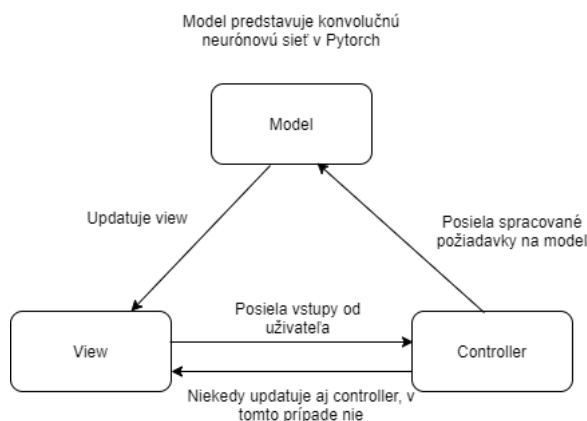 Model predstavuje konvolučnú
neurónovú sieť v Pytorch
Model
Updatuje view
Posiela spracované
požiadavky na model
Posiela vstupy od
uživateľa
View
Controller
Niekedy updatuje aj controller, v
tomto prípade nie